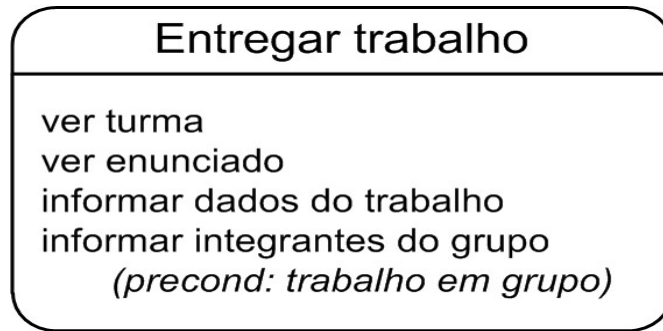 Entregar trabalho
ver turma
ver enunciado
informar dados do trabalho
informar integrantes do grupo
(precond: trabalho em grupo)